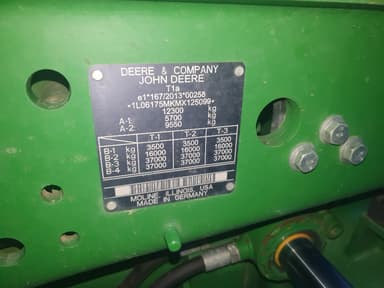 DEERE & COMPANY
JOHN DEERE
T1a
e1*167/2013*00258
*1L06175MKMX125099*
12300 kg
A-1: 5700 kg
A-2: 9550 kg
T-1 T-2 T-3
B-1 kg 3500 3500 3500
B-2 kg 16000 16000 16000
B-3 kg 37000 37000 37000
B-4 kg 37000 37000 37000
MOLINE, ILLINOIS, USA
MADE IN GERMANY